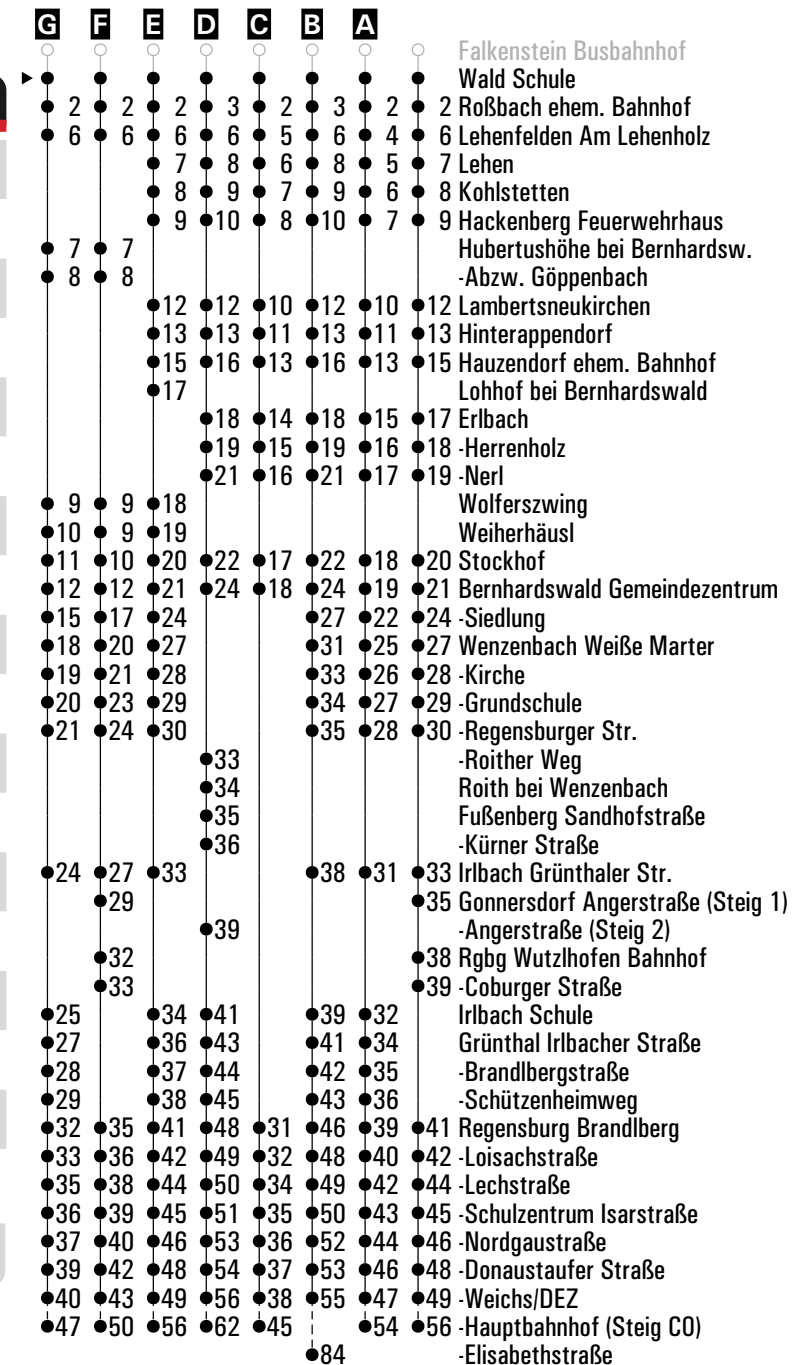 G F E D C B A
Falkenstein Busbahnhof
Wald Schule
2 2 2 3 2 3 2 2 Roßbach ehem. Bahnhof
6 6 6 6 5 6 4 6 Lehenfelden Am Lehenholz
7 8 6 8 5 7 Lehen
8 9 7 9 6 8 Kohlstetten
9 10 8 10 7 9 Hackenberg Feuerwehrhaus
7 7 Hubertushöhe bei Bernhardsw.
8 8 -Abzw. Göppenbach
12 12 10 12 10 12 Lambertsneukirchen
13 13 11 13 11 13 Hinterappendorf
15 16 13 16 13 15 Hauzendorf ehem. Bahnhof
17 Lohhof bei Bernhardswald
18 14 18 15 17 Erlbach
19 15 19 16 18 -Herrenholz
21 16 21 17 19 -Nerl
9 9 18 Wolferszwing
10 9 19 Weiherhäusl
11 10 20 22 17 22 18 20 Stockhof
12 12 21 24 18 24 19 21 Bernhardswald Gemeindezentrum
15 17 24 27 22 24 -Siedlung
18 20 27 31 25 27 Wenzenbach Weiße Marter
19 21 28 33 26 28 -Kirche
20 23 29 34 27 29 -Grundschule
21 24 30 35 28 30 -Regensburger Str.
33 -Roither Weg
34 Roith bei Wenzenbach
35 Fußenberg Sandhofstraße
36 -Kürner Straße
24 27 33 38 31 33 Irlbach Grünthaler Str.
29 35 Gonnersdorf Angerstraße (Steig 1)
39 -Angerstraße (Steig 2)
32 38 Rgbg Wutzlhofen Bahnhof
33 39 -Coburger Straße
25 34 41 39 32 Irlbach Schule
27 36 43 41 34 Grünthal Irlbacher Straße
28 37 44 42 35 -Brandlbergstraße
29 38 45 43 36 -Schützenheimweg
32 35 41 48 31 46 39 41 Regensburg Brandlberg
33 36 42 49 32 48 40 42 -Loisachstraße
35 38 44 50 34 49 42 44 -Lechstraße
36 39 45 51 35 50 43 45 -Schulzentrum Isarstraße
37 40 46 53 36 52 44 46 -Nordgaustraße
39 42 48 54 37 53 46 48 -Donaustaufer Straße
40 43 49 56 38 55 47 49 -Weichs/DEZ
47 50 56 62 45 54 56 -Hauptbahnhof (Steig C0)
84 -Elisabethstraße